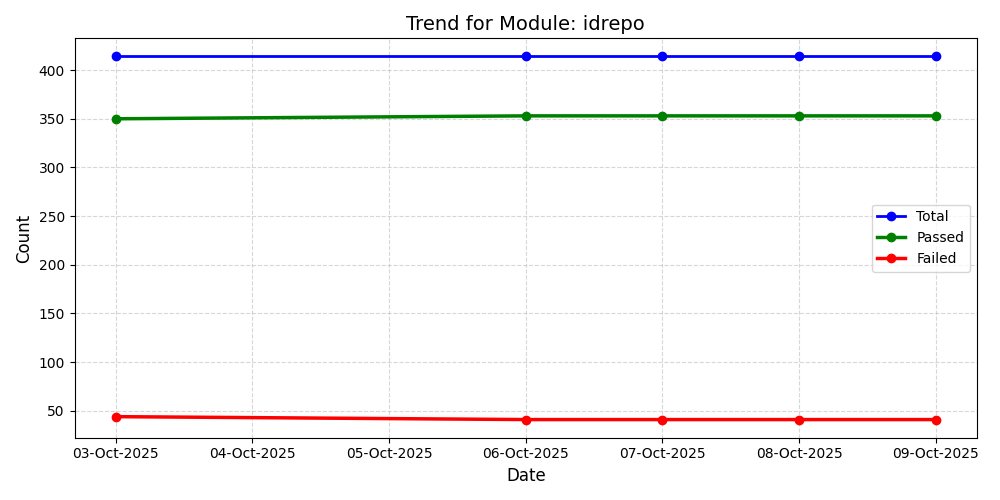 Trend for Module: idrepo
Count
400
350
300
250
200
150
100
50
Total
Passed
Failed
03-Oct-2025 04-Oct-2025 05-Oct-2025 06-Oct-2025 07-Oct-2025 08-Oct-2025 09-Oct-2025
Date